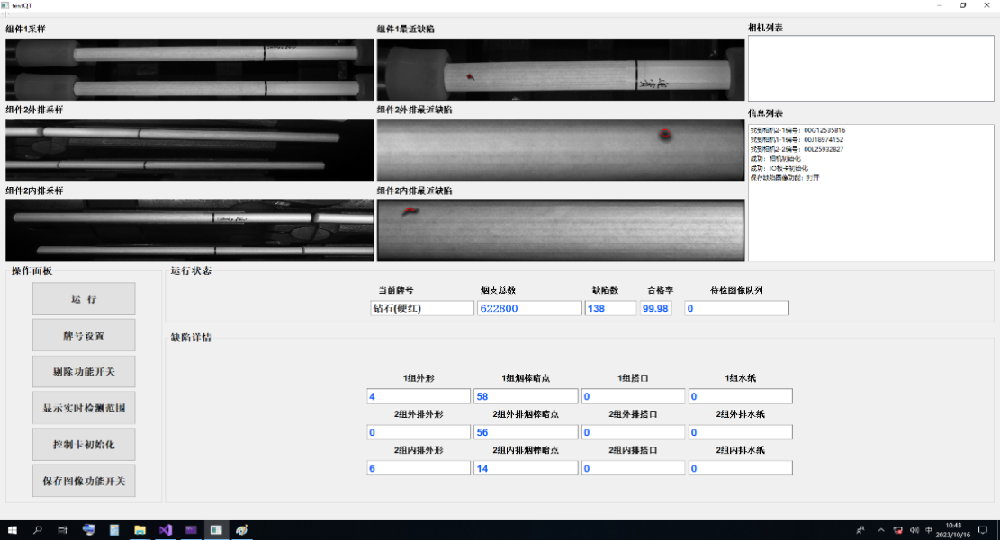 testQT
组件1采样
组件1最近缺陷
相机列表
组件2外排采样
组件2外排最近缺陷
信息列表
找到相机2-1编号：00G12535816
找到相机1-1编号：00J18974152
找到相机2-2编号：00L25932827
成功：相机初始化
成功：IO板卡初始化
保存缺陷图像功能：打开
组件2内排采样
组件2内排最近缺陷
操作面板
运 行
牌号设置
剔除功能开关
显示实时检测范围
控制卡初始化
保存图像功能开关
运行状态
当前牌号 烟支总数 缺陷数 合格率 待检图像队列
钻石(硬红) 622800 138 99.98 0
缺陷详情
1组外形 1组烟棒暗点 1组搭口 1组水纸
4 58 0 0
2组外排外形 2组外排烟棒暗点 2组外排搭口 2组外排水纸
0 56 0 0
2组内排外形 2组内排烟棒暗点 2组内排搭口 2组内排水纸
6 14 0 0
中
10:43
2023/10/16